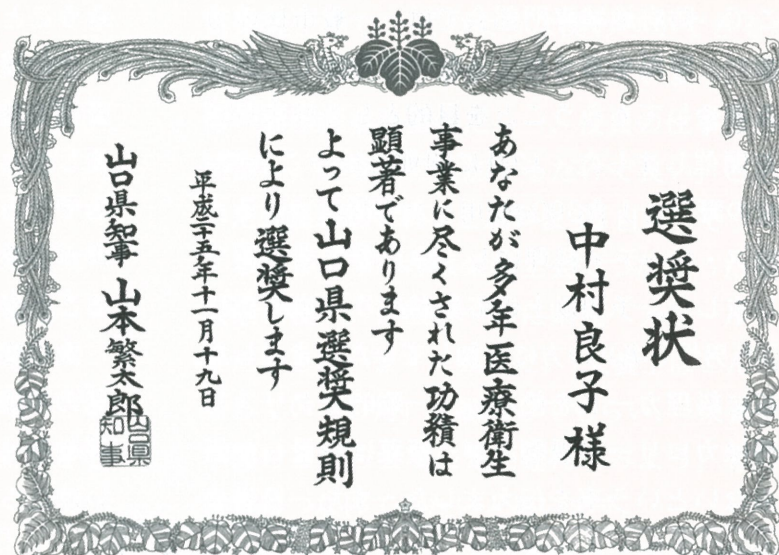 選奨状
中村良子様
あなたが多年医療衛生
事業に尽くされた功績は
顕著であります
よって山口県選奨規則
により選奨します
平成二十五年十一月十九日
山口県知事 山本繁太郎
山口県
知事